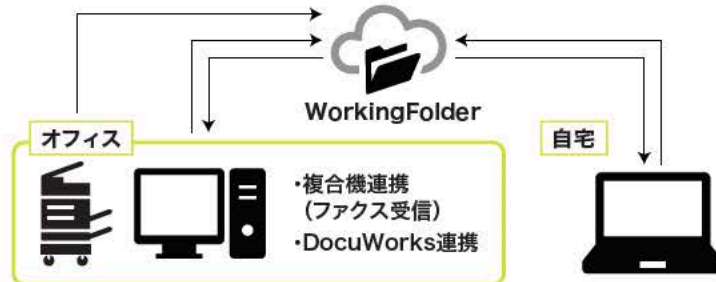 WorkingFolder
オフィス
自宅
・複合機連携
（ファクス受信）
・DocuWorks連携